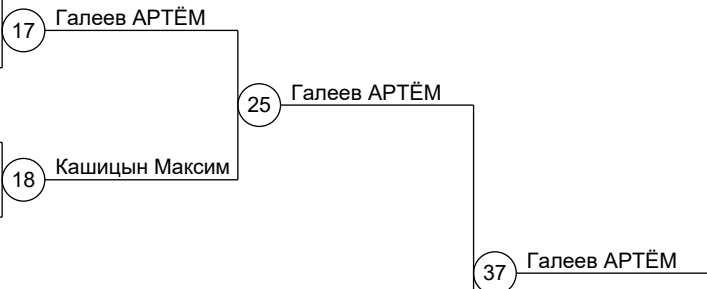 17 Галеев АРТЁМ
25 Галеев АРТЁМ
18 Кашицын Максим
37 Галеев АРТЁМ